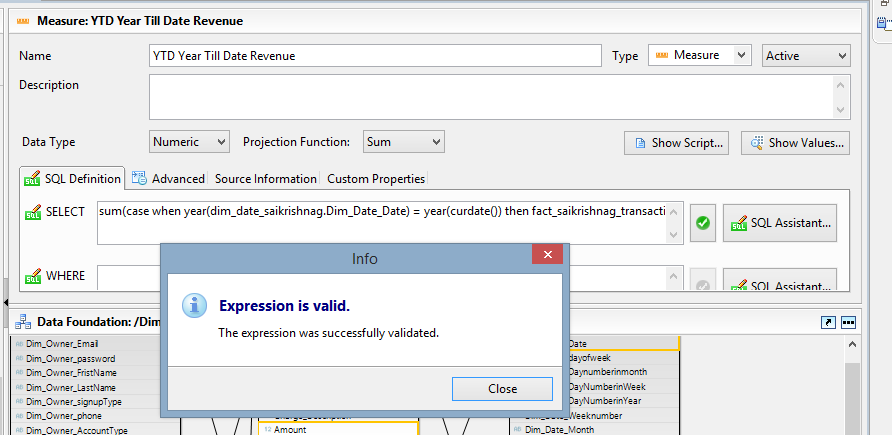 Measure: YTD Year Till Date Revenue
Name YTD Year Till Date Revenue Type Measure Active
Description
Data Type Numeric Projection Function: Sum Show Script... Show Values...
SQL Definition Advanced Source Information Custom Properties
SELECT sum(case when year(dim_date_saikrishnag.Dim_Date_Date) = year(curdate()) then fact_saikrishnag_transacti SQL Assistant...
Info
WHERE SQL Assistant...
Expression is valid.
The expression was successfully validated.
Close
Data Foundation: /Dim
Dim_Owner_Email
Dim_Owner_password
Dim_Owner_FristName
Dim_Owner_LastName
Dim_Owner_signupType
Dim_Owner_phone
Dim_Owner_AccountType
Amount
_Date
dayofweek
Daynumberinmonth
DayNumberinWeek
DayNumberinYear
Dim_Date_Weeknumber
Dim_Date_Month